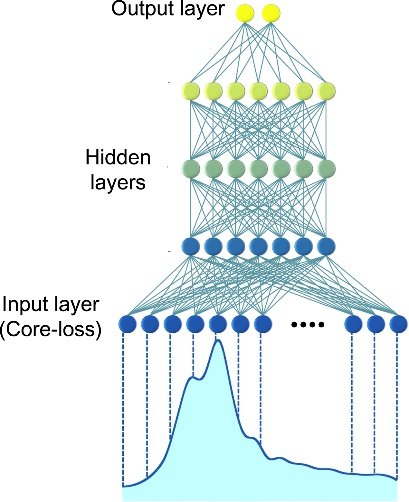 Output layer
Hidden
layers
Input layer
(Core-loss)